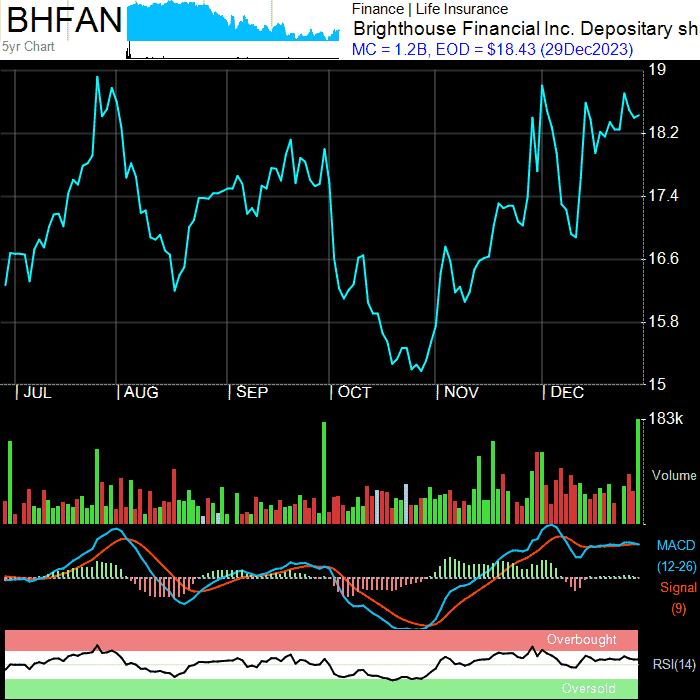 BHFAN
5yr Chart
Finance | Life Insurance
Brighthouse Financial Inc. Depositary sh
MC = 1.2B, EOD = $18.43 (29Dec2023)
19
18.2
17.4
16.6
15.8
15
JUL AUG SEP OCT NOV DEC
183k
Volume
MACD
(12-26)
Signal
(9)
Overbought
RSI(14)
Oversold